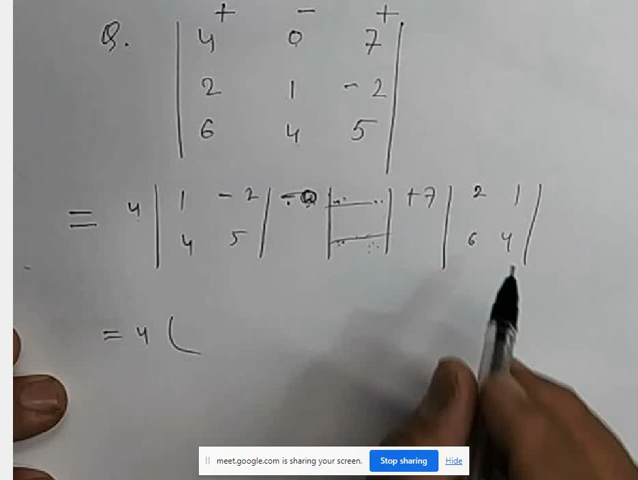 + - +
Q. | 4 0 7 |
| 2 1 -2 |
| 6 4 5 |
= 4 | 1 -2 | - 0 | | +7 | 2 1 |
| 4 5 | | | | 6 4 |
= 4 (
meet.google.com is sharing your screen. Stop sharing Hide